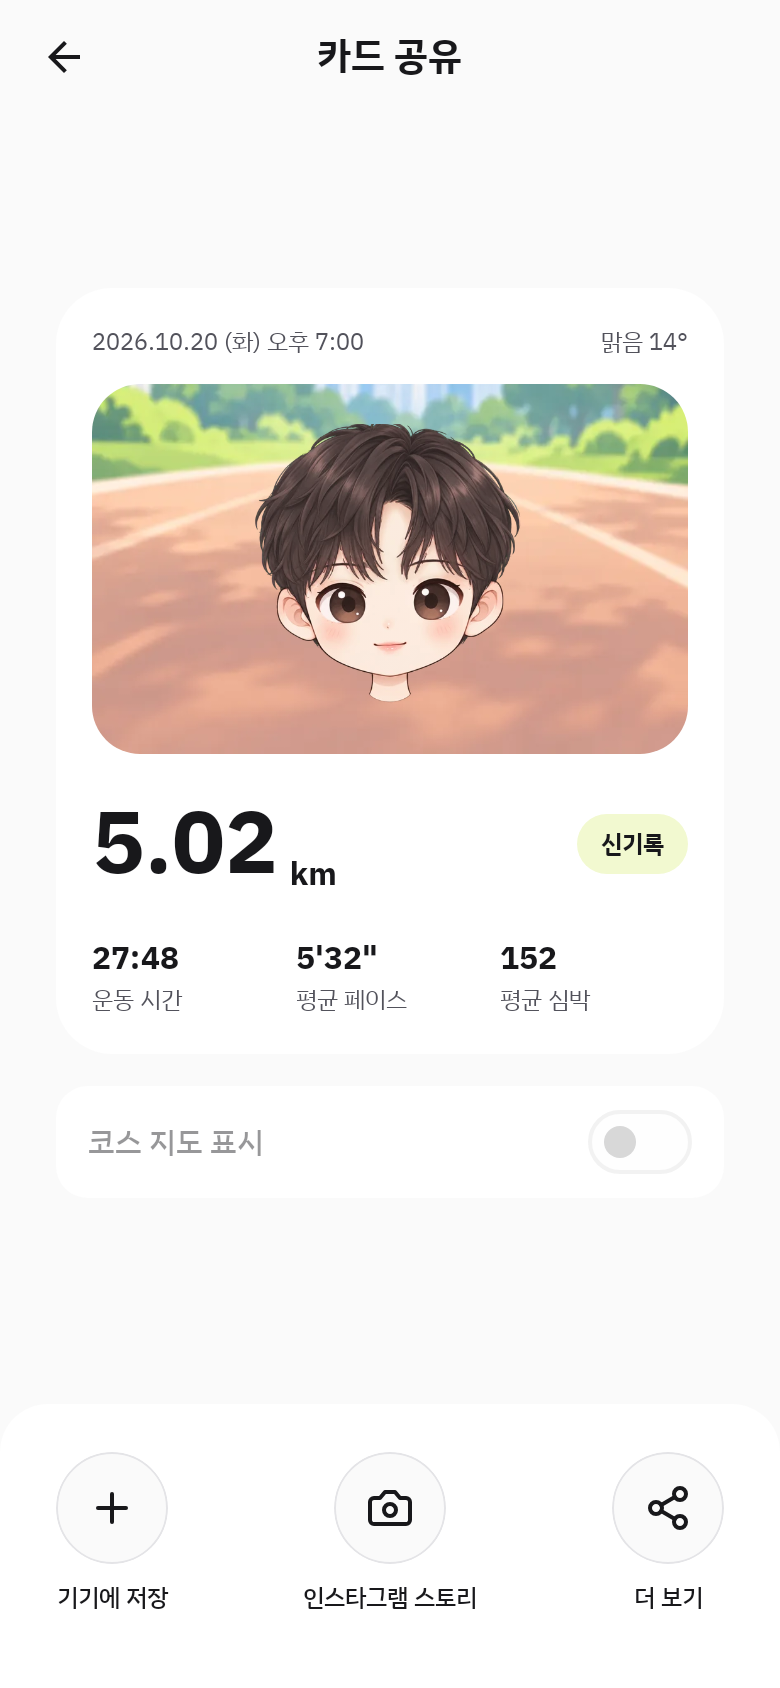 카드 공유
2026.10.20 (화) 오후 7:00
맑음 14°
5.02 km
신기록
27:48
운동 시간
5'32"
평균 페이스
152
평균 심박
코스 지도 표시
기기에 저장
인스타그램 스토리
더 보기